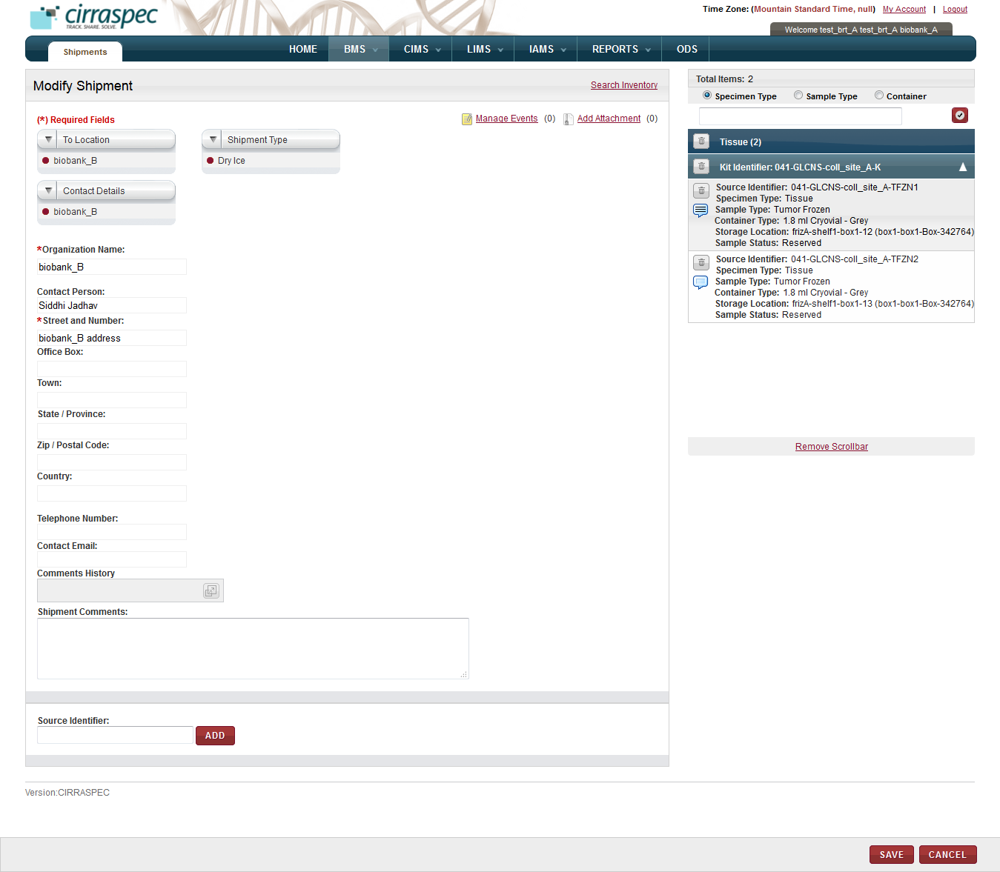 cirraspec
TRACK. SHARE. SOLVE.
Time Zone: (Mountain Standard Time, null) My Account | Logout
Welcome test_brt_A test_brt_A biobank_A
Shipments
HOME BMS CIMS LIMS IAMS REPORTS ODS
Modify Shipment
Search Inventory
(*) Required Fields
Manage Events (0) Add Attachment (0)
To Location
biobank_B
Shipment Type
Dry Ice
Contact Details
biobank_B
*Organization Name:
biobank_B
Contact Person:
Siddhi Jadhav
*Street and Number:
biobank_B address
Office Box:
Town:
State / Province:
Zip / Postal Code:
Country:
Telephone Number:
Contact Email:
Comments History
Shipment Comments:
Source Identifier:
ADD
Total Items: 2
Specimen Type Sample Type Container
Tissue (2)
Kit Identifier: 041-GLCNS-coll_site_A-K
Source Identifier: 041-GLCNS-coll_site_A-TFZN1
Specimen Type: Tissue
Sample Type: Tumor Frozen
Container Type: 1.8 ml Cryovial - Grey
Storage Location: frizA-shelf1-box1-12 (box1-box1-Box-342764)
Sample Status: Reserved
Source Identifier: 041-GLCNS-coll_site_A-TFZN2
Specimen Type: Tissue
Sample Type: Tumor Frozen
Container Type: 1.8 ml Cryovial - Grey
Storage Location: frizA-shelf1-box1-13 (box1-box1-Box-342764)
Sample Status: Reserved
Remove Scrollbar
Version:CIRRASPEC
SAVE CANCEL